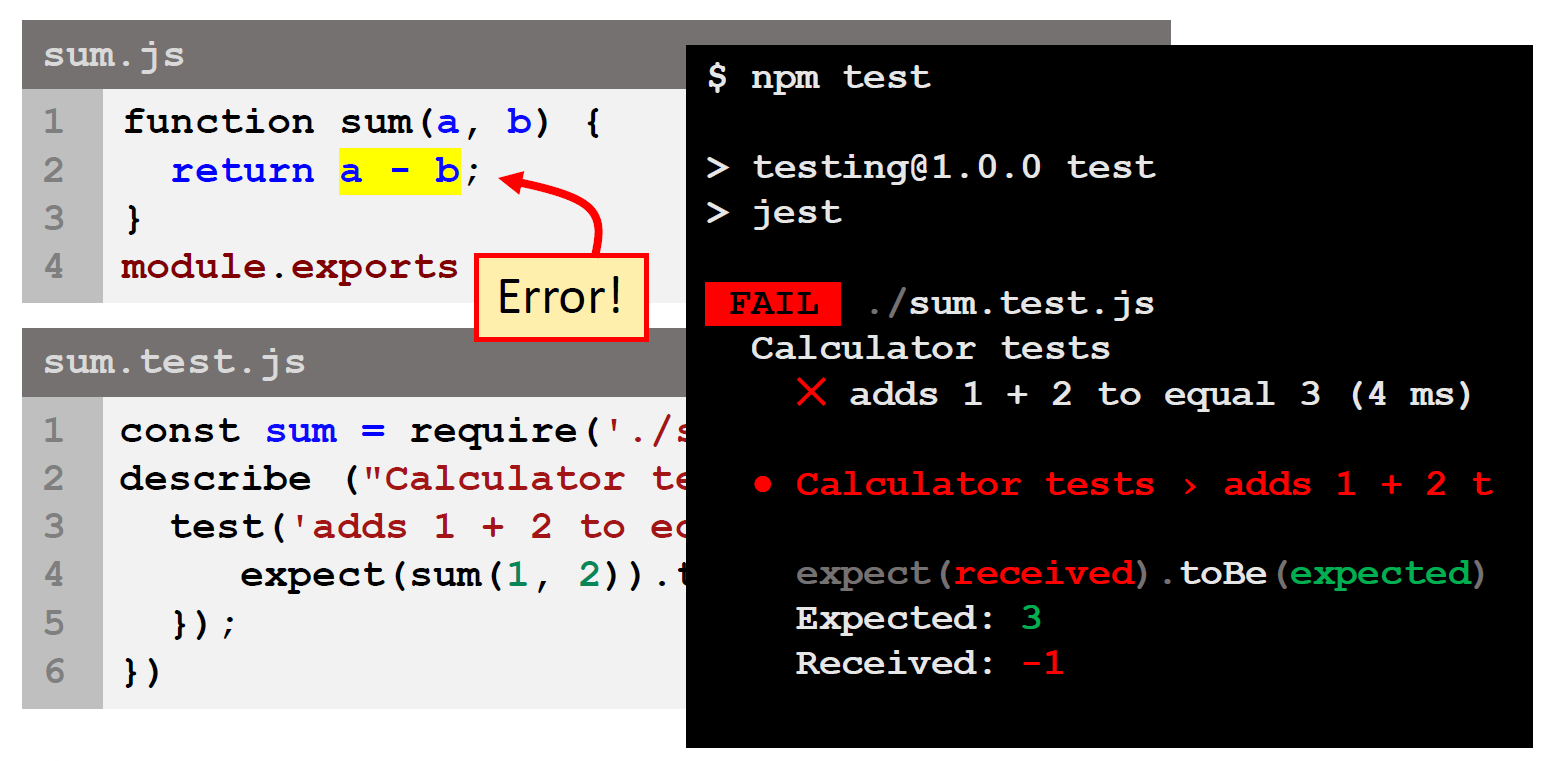 sum.js
1 function sum(a, b) {
2   return a - b;
3 }
4 module.exports
Error!
sum.test.js
1 const sum = require('./s
2 describe ("Calculator te
3   test('adds 1 + 2 to eq
4      expect(sum(1, 2)).t
5   });
6 })
$ npm test
> testing@1.0.0 test
> jest
FAIL ./sum.test.js
Calculator tests
✕ adds 1 + 2 to equal 3 (4 ms)
● Calculator tests › adds 1 + 2 t
expect(received).toBe(expected)
Expected: 3
Received: -1